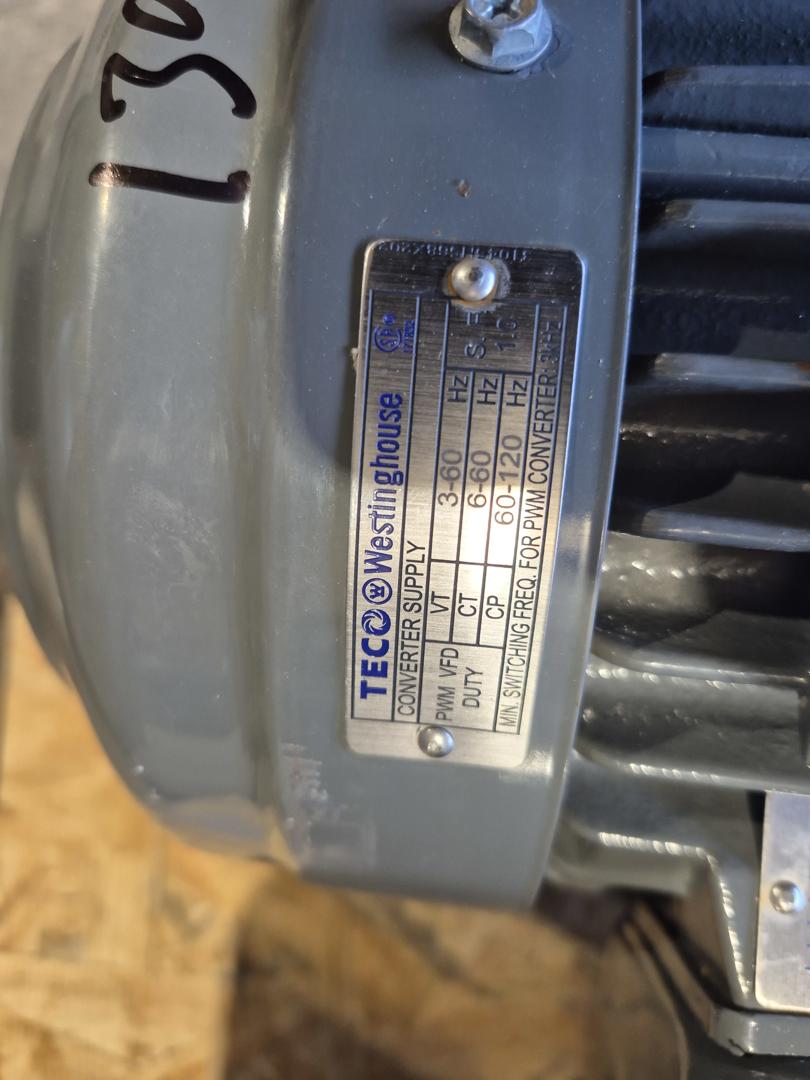 130
TECO Westinghouse
CONVERTER SUPPLY
PWM VFD DUTY
VT 3-60 Hz
CT 6-60 Hz S.F.
CP 60-120 Hz 1.0
MIN. SWITCHING FREQ. FOR PWM CONVERTER: 3kHz